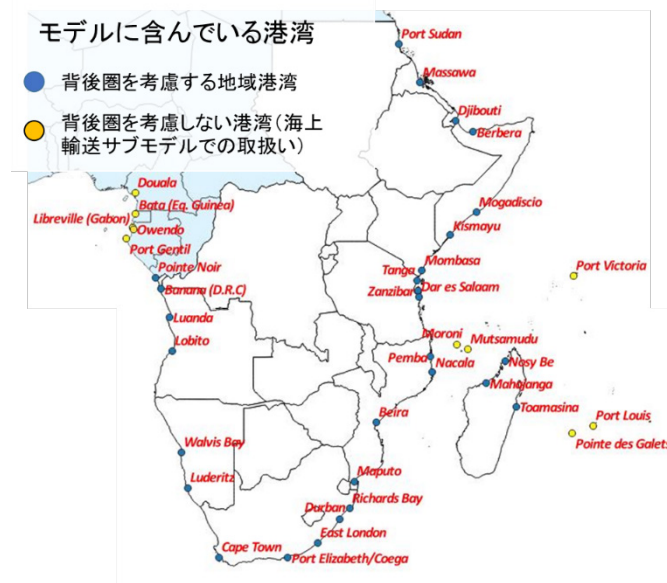 モデルに含んでいる港湾
背後圏を考慮する地域港湾
背後圏を考慮しない港湾(海上
輸送サブモデルでの取扱い)
Port Sudan
Massawa
Djibouti
Berbera
Douala
Bata (Eq. Guinea)
Libreville (Gabon)
Owendo
Port Gentil
Mogadiscio
Kismayu
Pointe Noir
Banana (D.R.C)
Mombasa
Tanga
Dar es Salaam
Zanzibar
Port Victoria
Luanda
Lobito
Moroni
Mutsamudu
Pemba
Nacala
Nosy Be
Mahajanga
Toamasina
Beira
Port Louis
Pointe des Galets
Walvis Bay
Luderitz
Maputo
Richards Bay
Durban
East London
Cape Town
Port Elizabeth/Coega